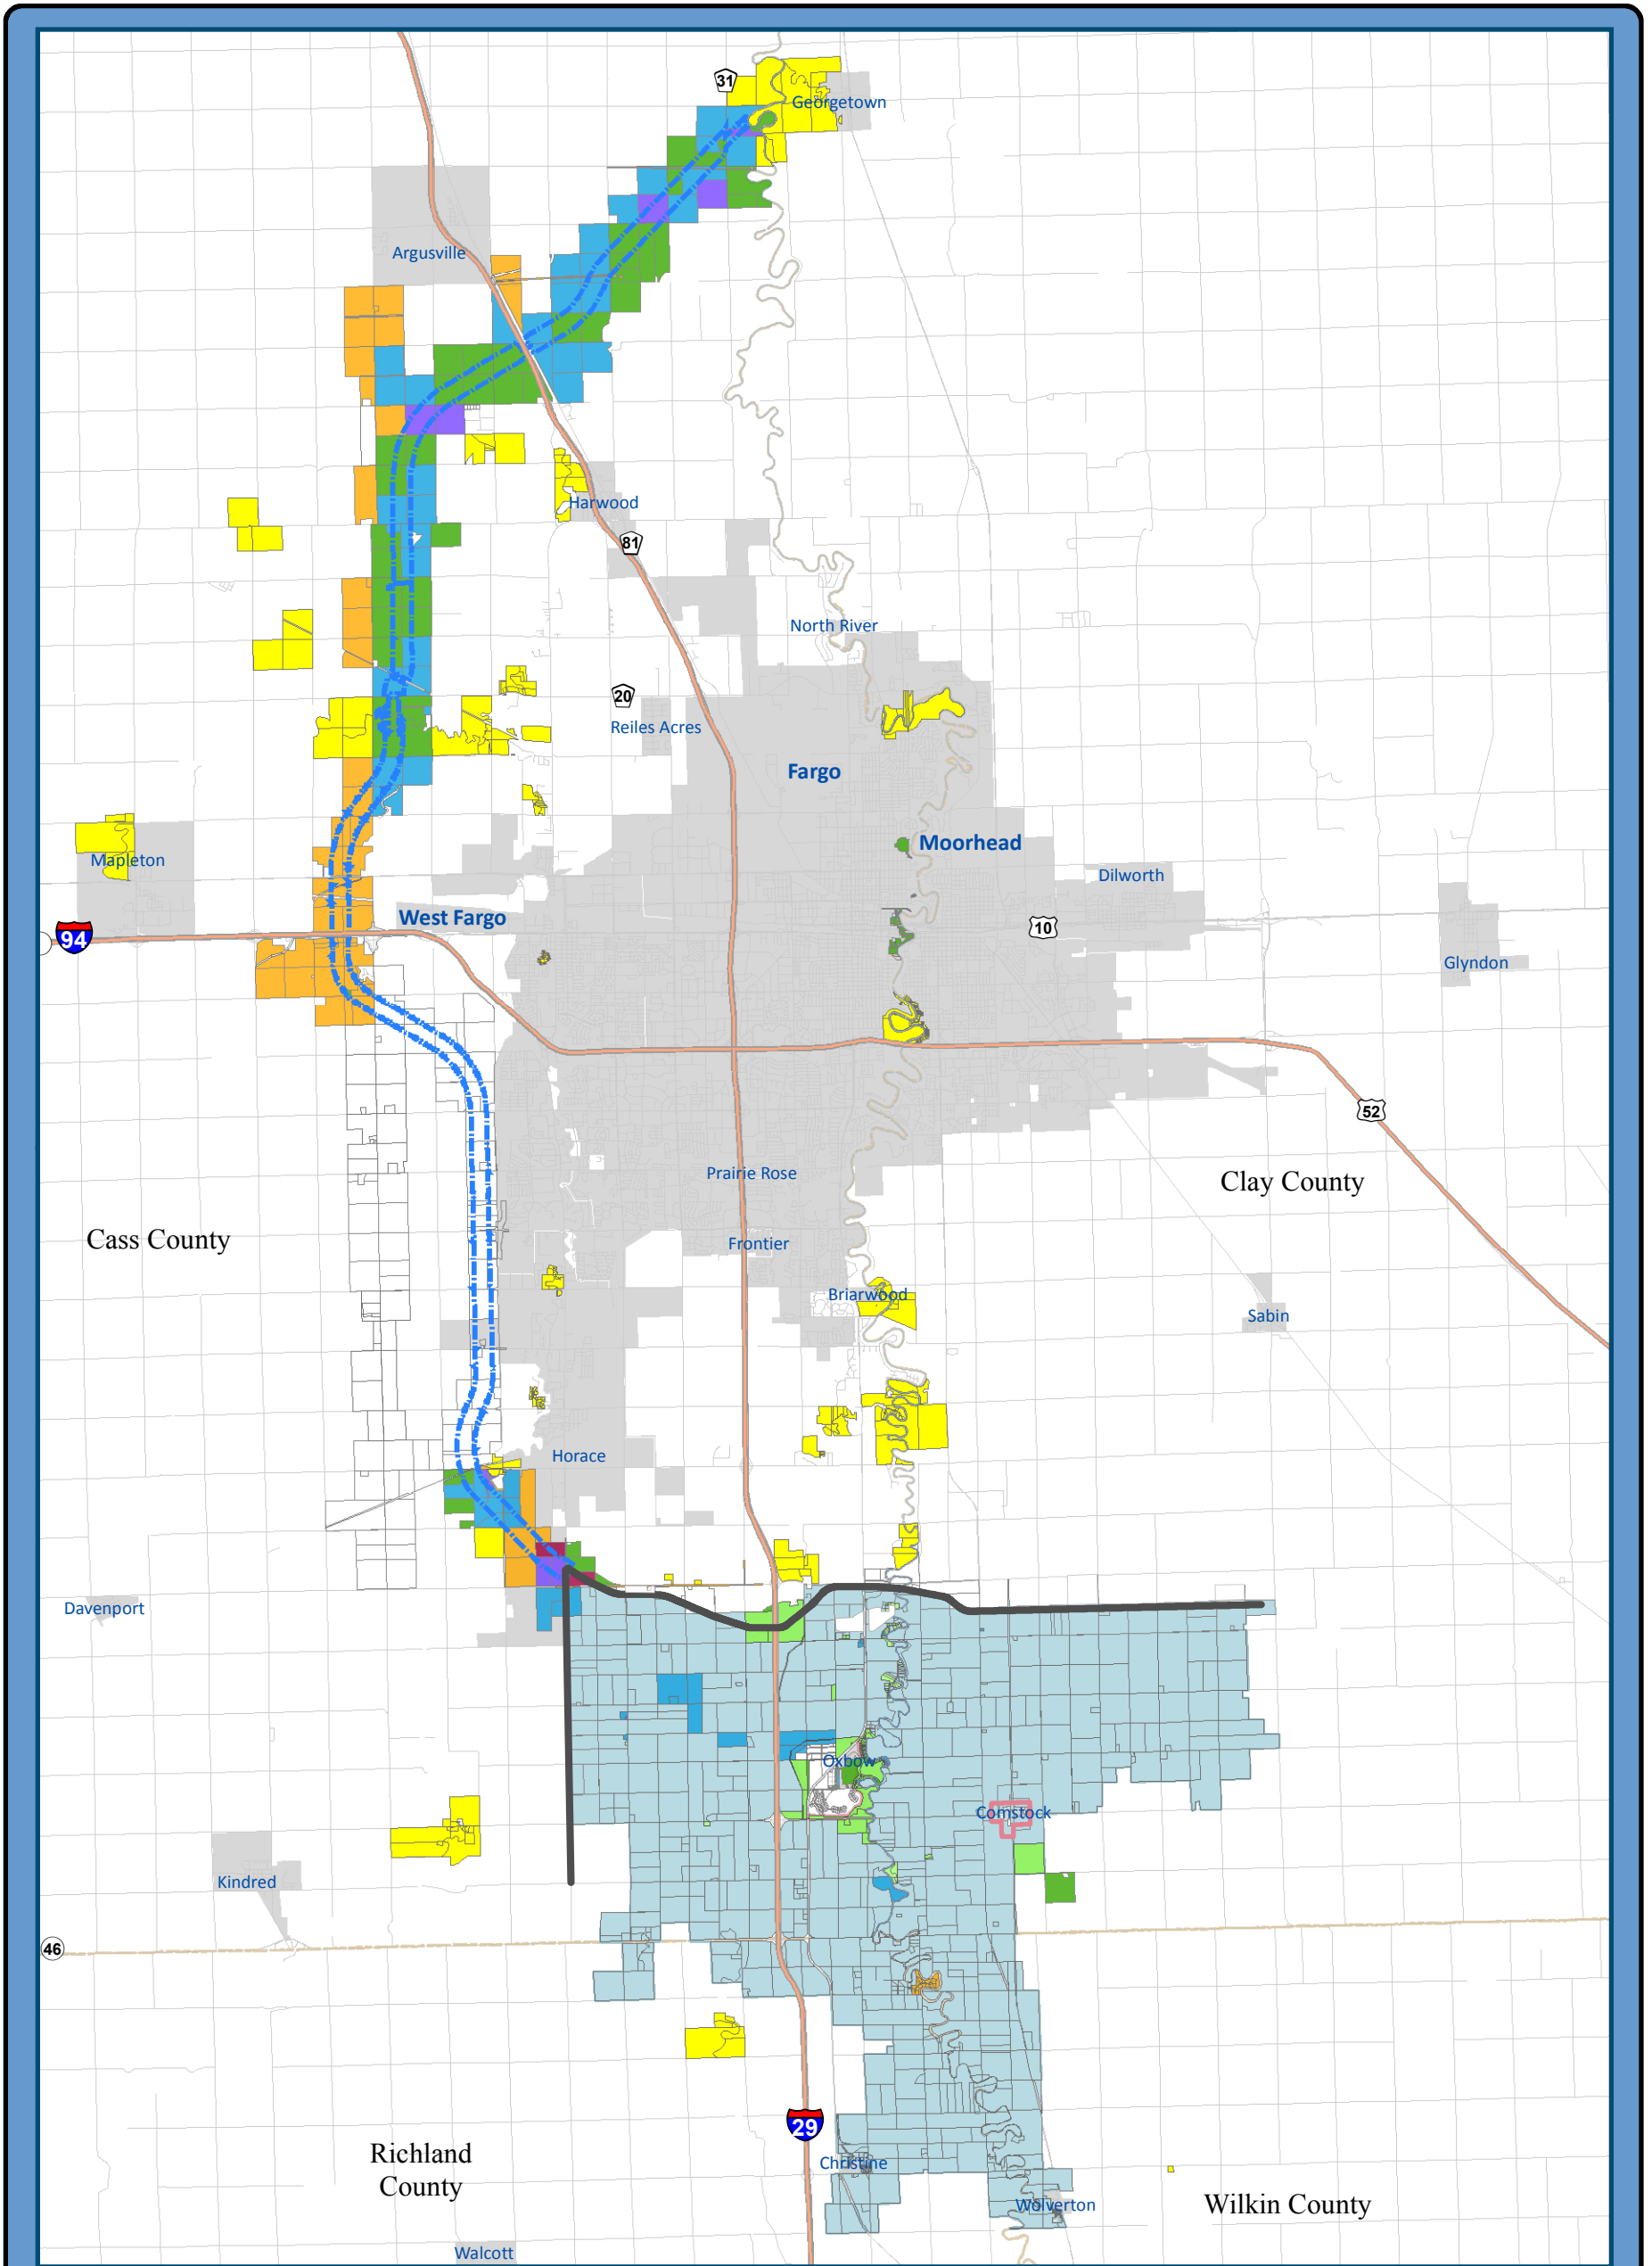 31
Georgetown
Argusville
Harwood
81
North River
20
Reiles Acres
Fargo
Moorhead
Mapleton
Dilworth
West Fargo
10
94
Glyndon
52
Prairie Rose
Clay County
Cass County
Frontier
Briarwood
Sabin
Horace
Davenport
Oxbow
Comstock
Kindred
46
29
Richland
County
Christine
Wolverton
Wilkin County
Walcott